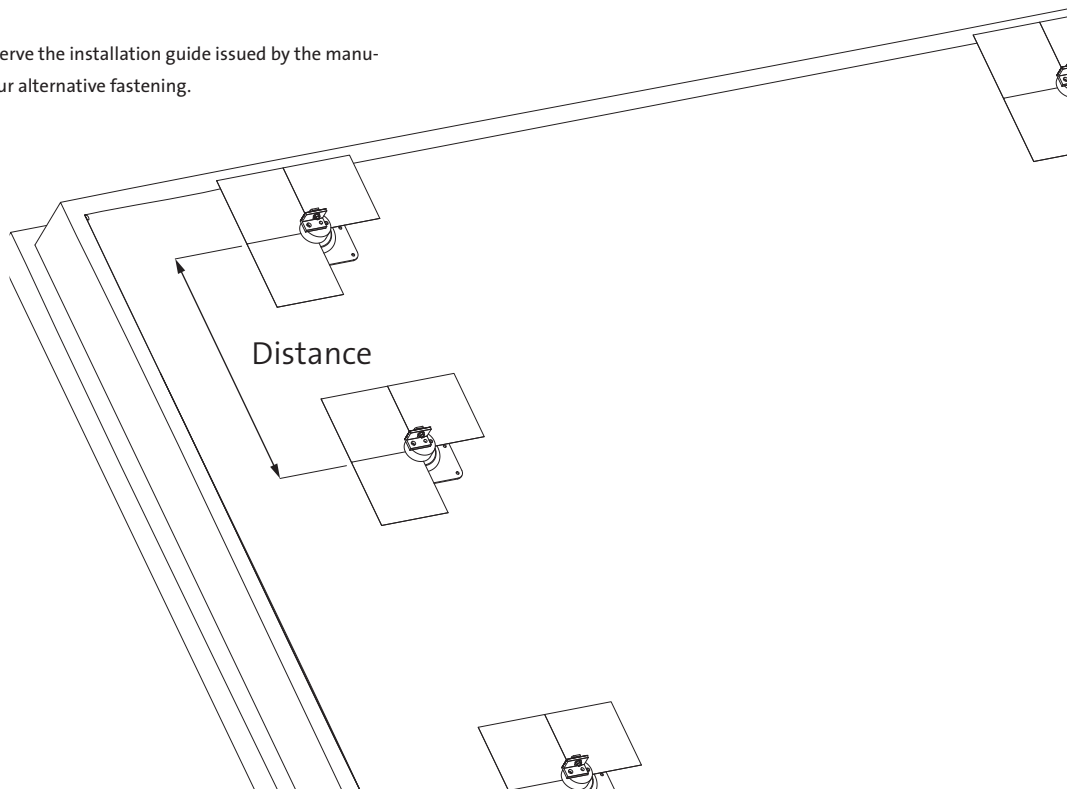 erve the installation guide issued by the manu-
ur alternative fastening.
Distance